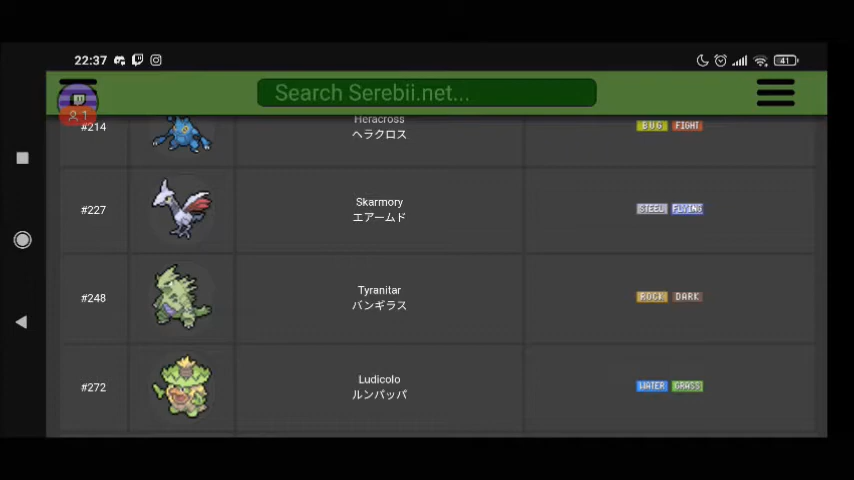 22:37
41
Search Serebii.net...
1
#214
Heracross
ヘラクロス
BUG FIGHT
#227
Skarmory
エアームド
STEEL FLYING
#248
Tyranitar
バンギラス
ROCK DARK
#272
Ludicolo
ルンパッパ
WATER GRASS